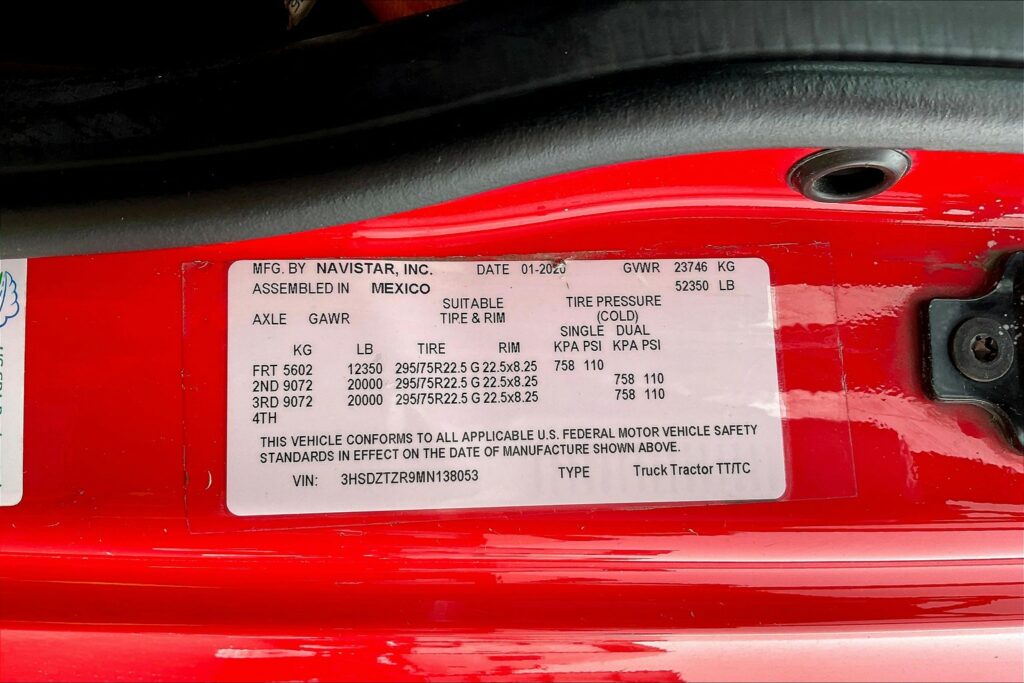 MFG. BY NAVISTAR, INC. DATE 01-2020 GVWR 23746 KG
ASSEMBLED IN MEXICO 52350 LB
SUITABLE TIRE PRESSURE
AXLE GAWR TIRE & RIM (COLD)
SINGLE DUAL
KG LB TIRE RIM KPA PSI KPA PSI
FRT 5602 12350 295/75R22.5 G 22.5x8.25 758 110
2ND 9072 20000 295/75R22.5 G 22.5x8.25 758 110
3RD 9072 20000 295/75R22.5 G 22.5x8.25 758 110
4TH
THIS VEHICLE CONFORMS TO ALL APPLICABLE U.S. FEDERAL MOTOR VEHICLE SAFETY
STANDARDS IN EFFECT ON THE DATE OF MANUFACTURE SHOWN ABOVE.
VIN: 3HSDZTZR9MN138053 TYPE Truck Tractor TT/TC